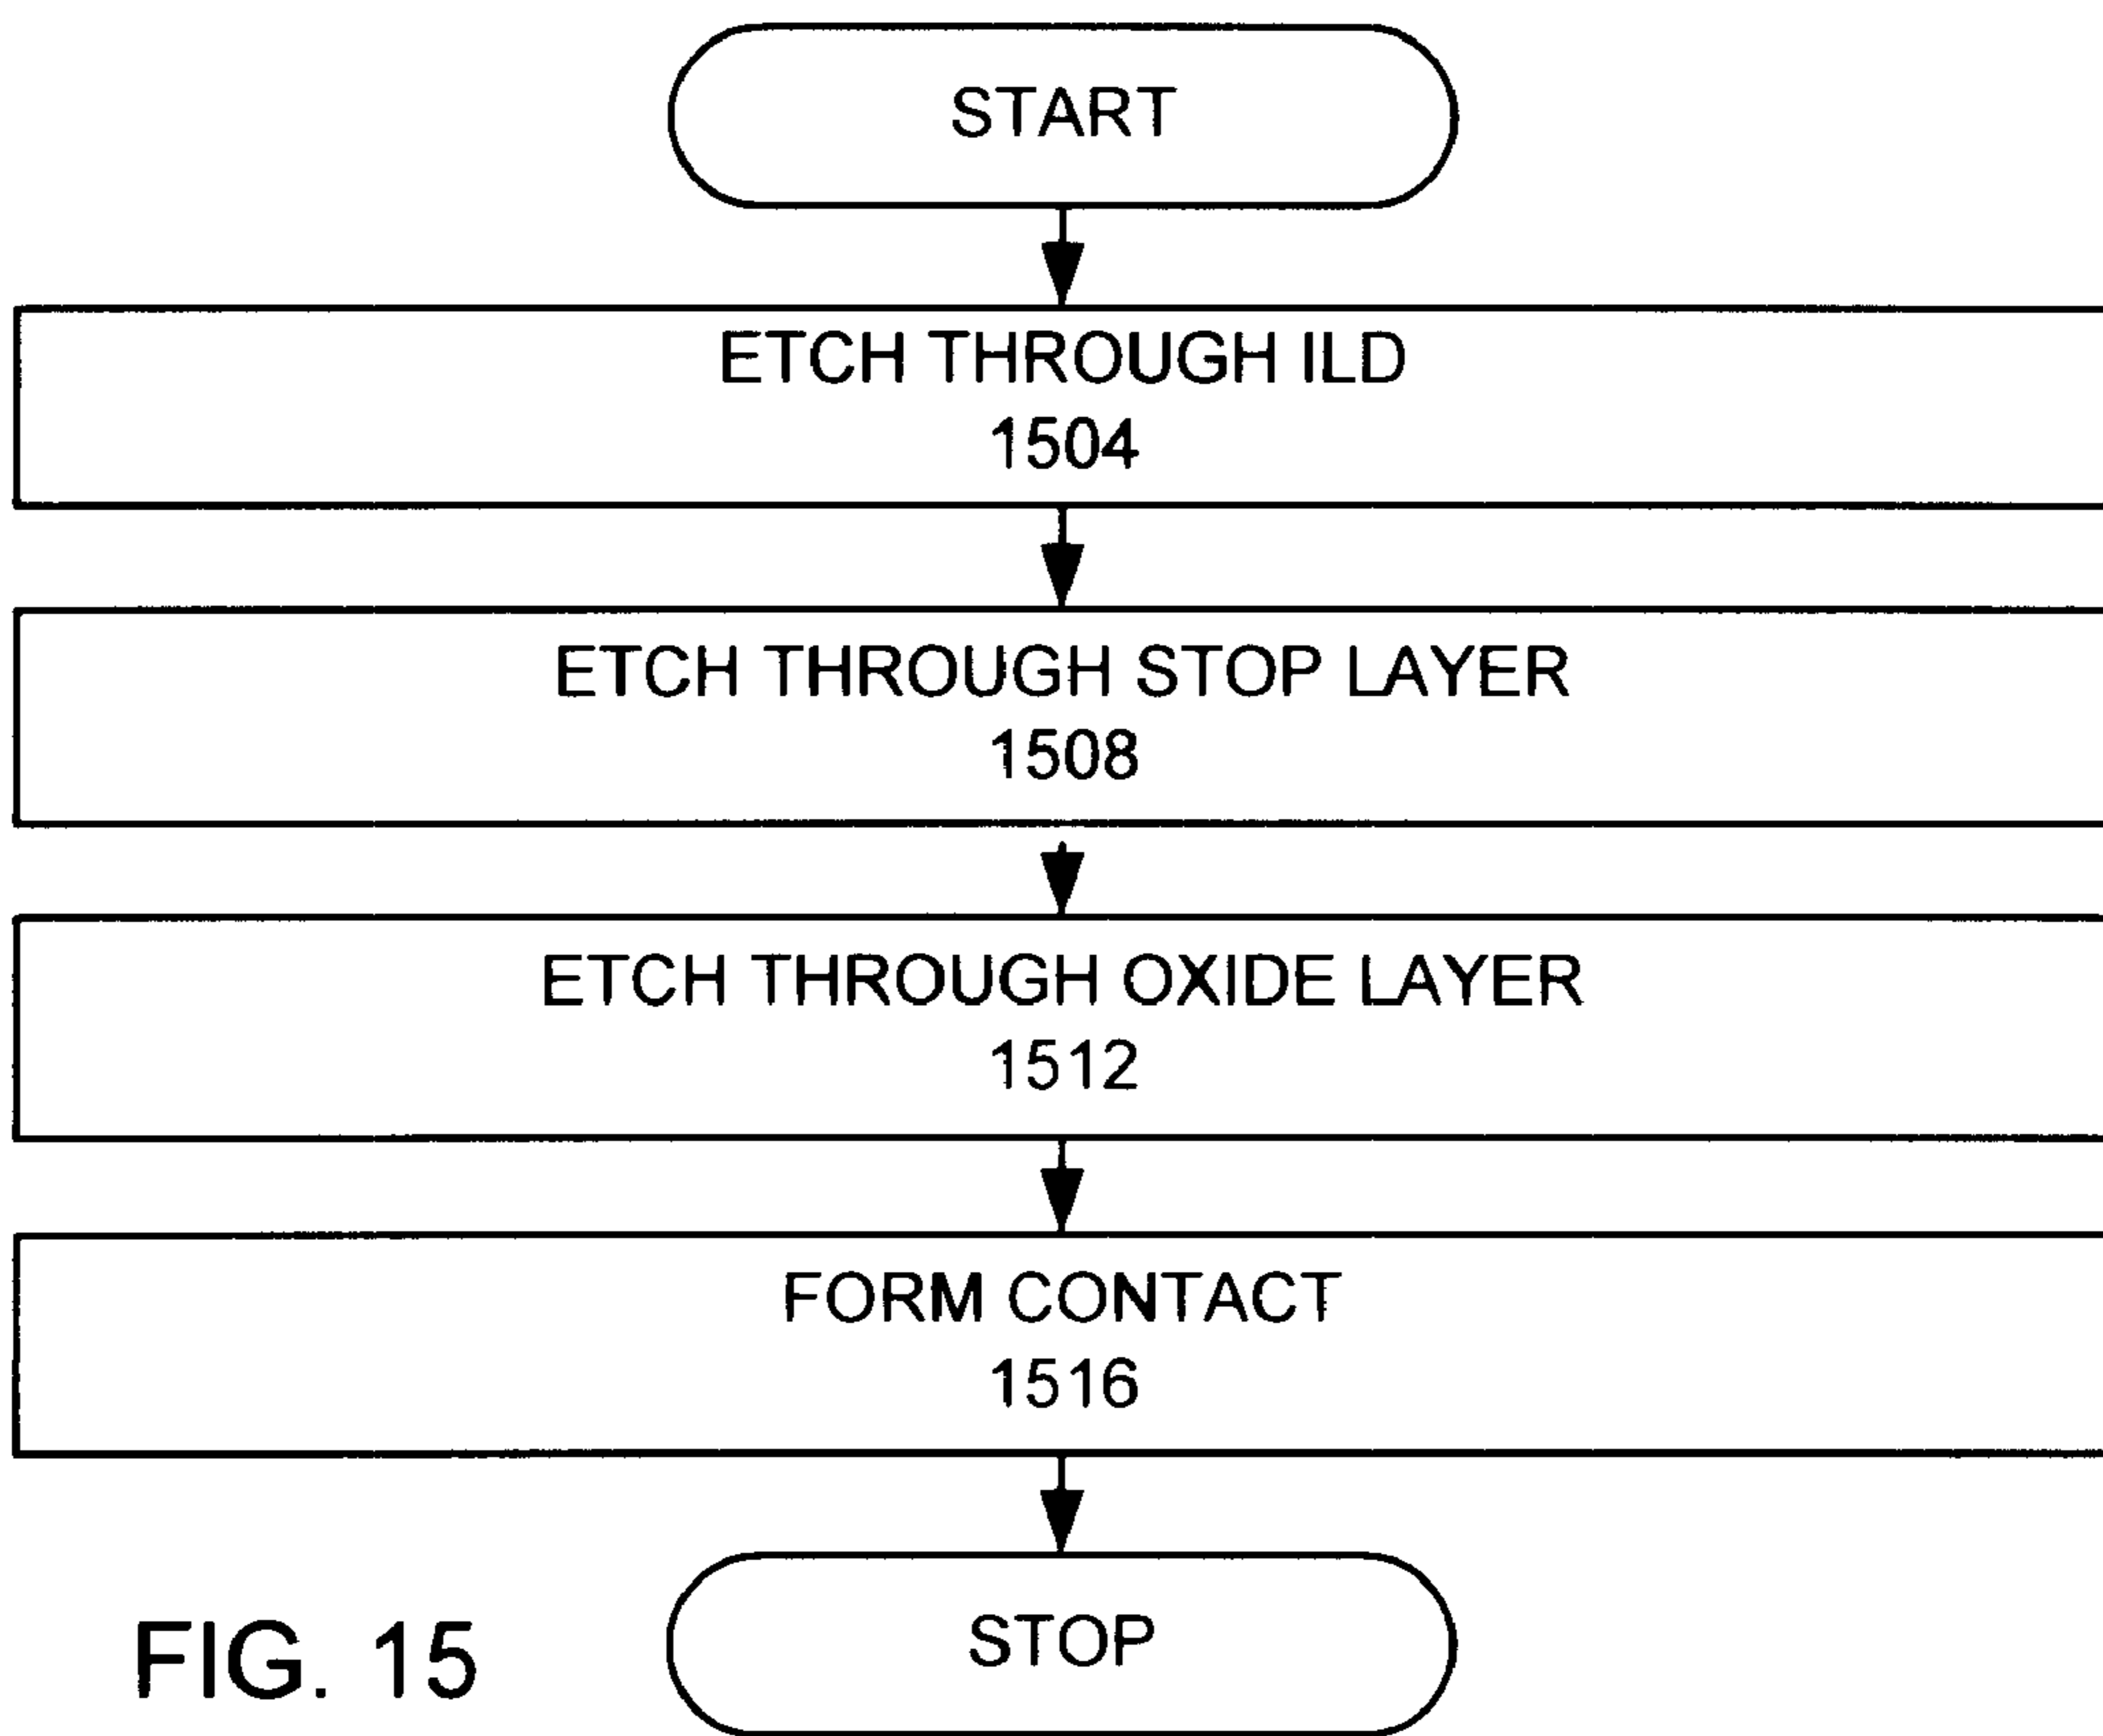 START
ETCH THROUGH ILD
1504
ETCH THROUGH STOP LAYER
1508
ETCH THROUGH OXIDE LAYER
1512
FORM CONTACT
1516
STOP
FIG. 15